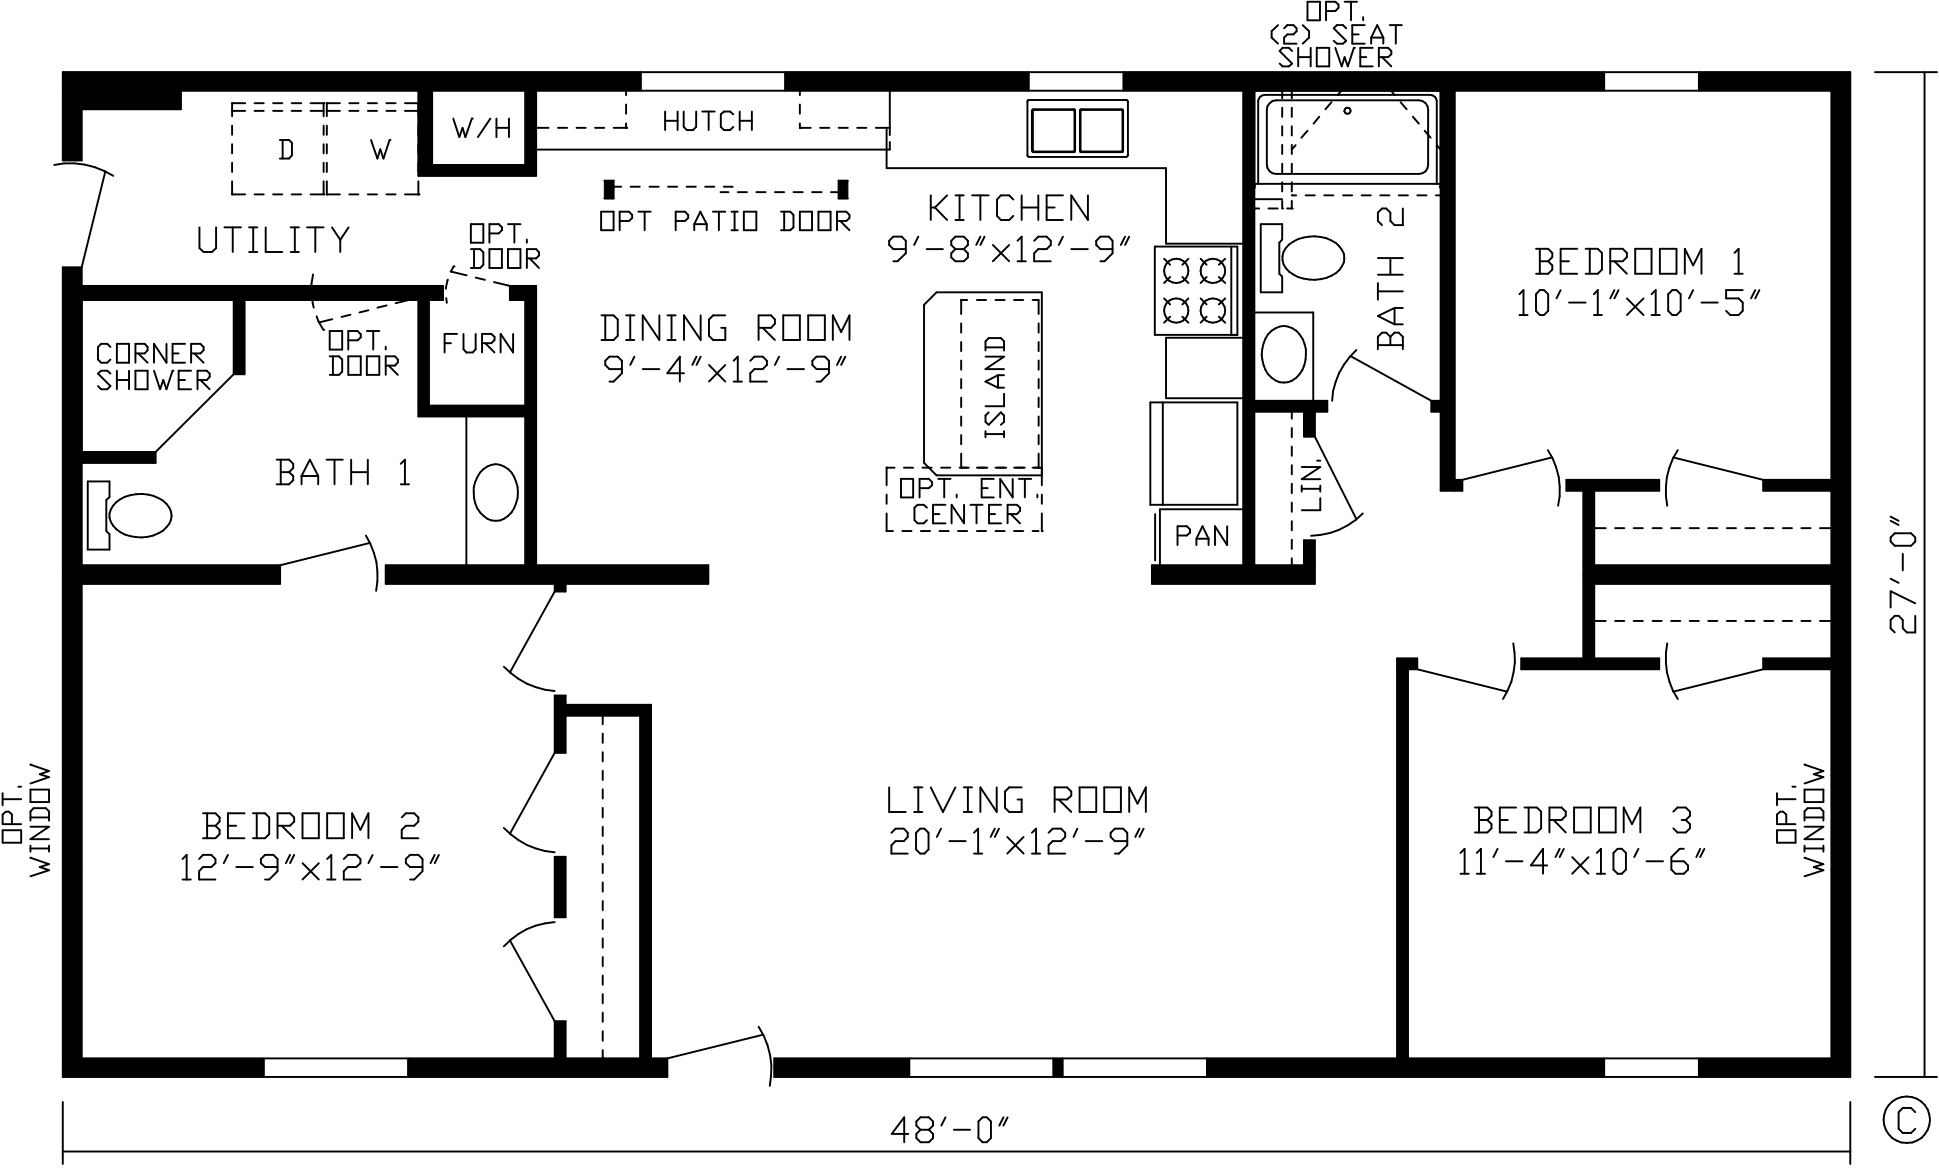 OPT.
(2) SEAT
SHOWER
D
W
W/H
HUTCH
OPT PATIO DOOR
UTILITY
OPT.
DOOR
KITCHEN
9'-8"x12'-9"
BATH 2
BEDROOM 1
10'-1"x10'-5"
CORNER
SHOWER
OPT.
DOOR
FURN
DINING ROOM
9'-4"x12'-9"
ISLAND
BATH 1
OPT. ENT.
CENTER
LIN.
PAN
27'-0"
OPT.
WINDOW
BEDROOM 2
12'-9"x12'-9"
LIVING ROOM
20'-1"x12'-9"
BEDROOM 3
11'-4"x10'-6"
OPT.
WINDOW
48'-0"
©